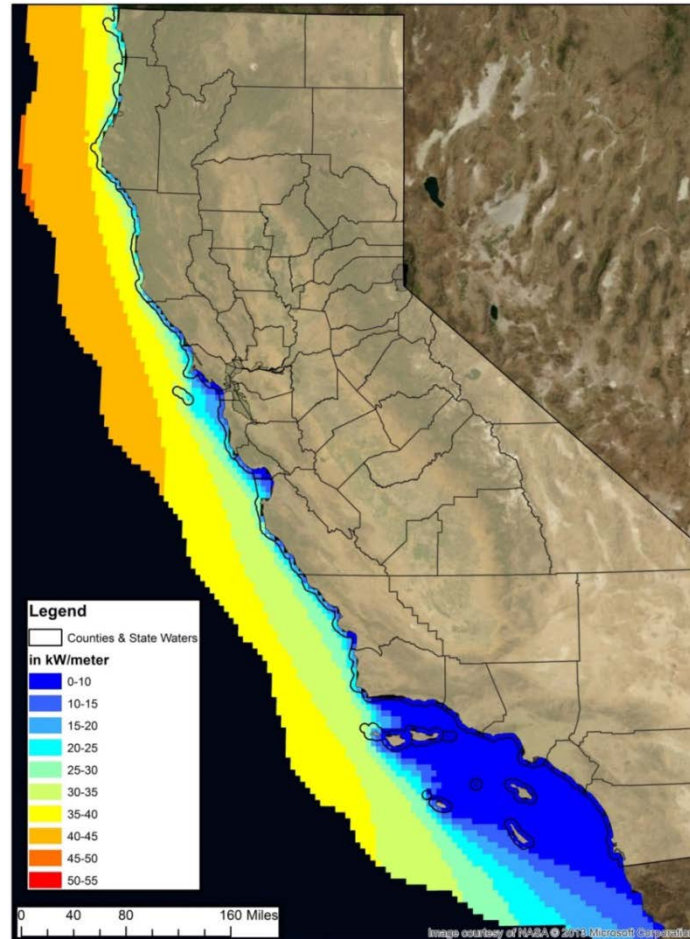 Legend
Counties & State Waters
in kW/meter
0-10
10-15
15-20
20-25
25-30
30-35
35-40
40-45
45-50
50-55
0 40 80 160 Miles
Image courtesy of NASA © 2013 Microsoft Corporation